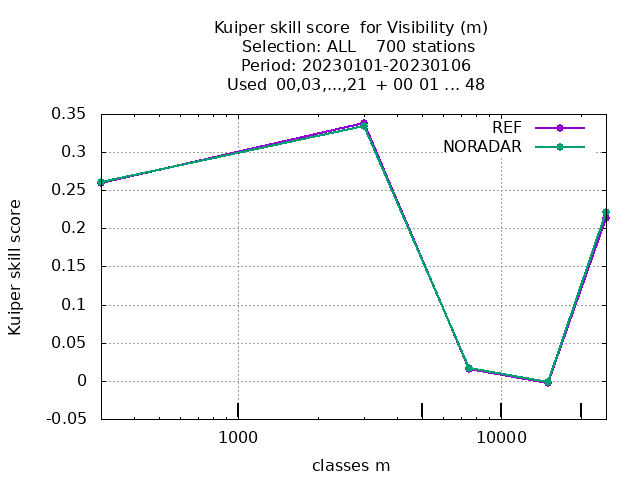 Kuiper skill score  for Visibility (m)
Selection: ALL    700 stations
Period: 20230101-20230106
Used  00,03,...,21  + 00 01 ... 48
REF
NORADAR
0.35
0.3
0.25
0.2
0.15
0.1
0.05
0
-0.05
Kuiper skill score
1000
10000
classes m